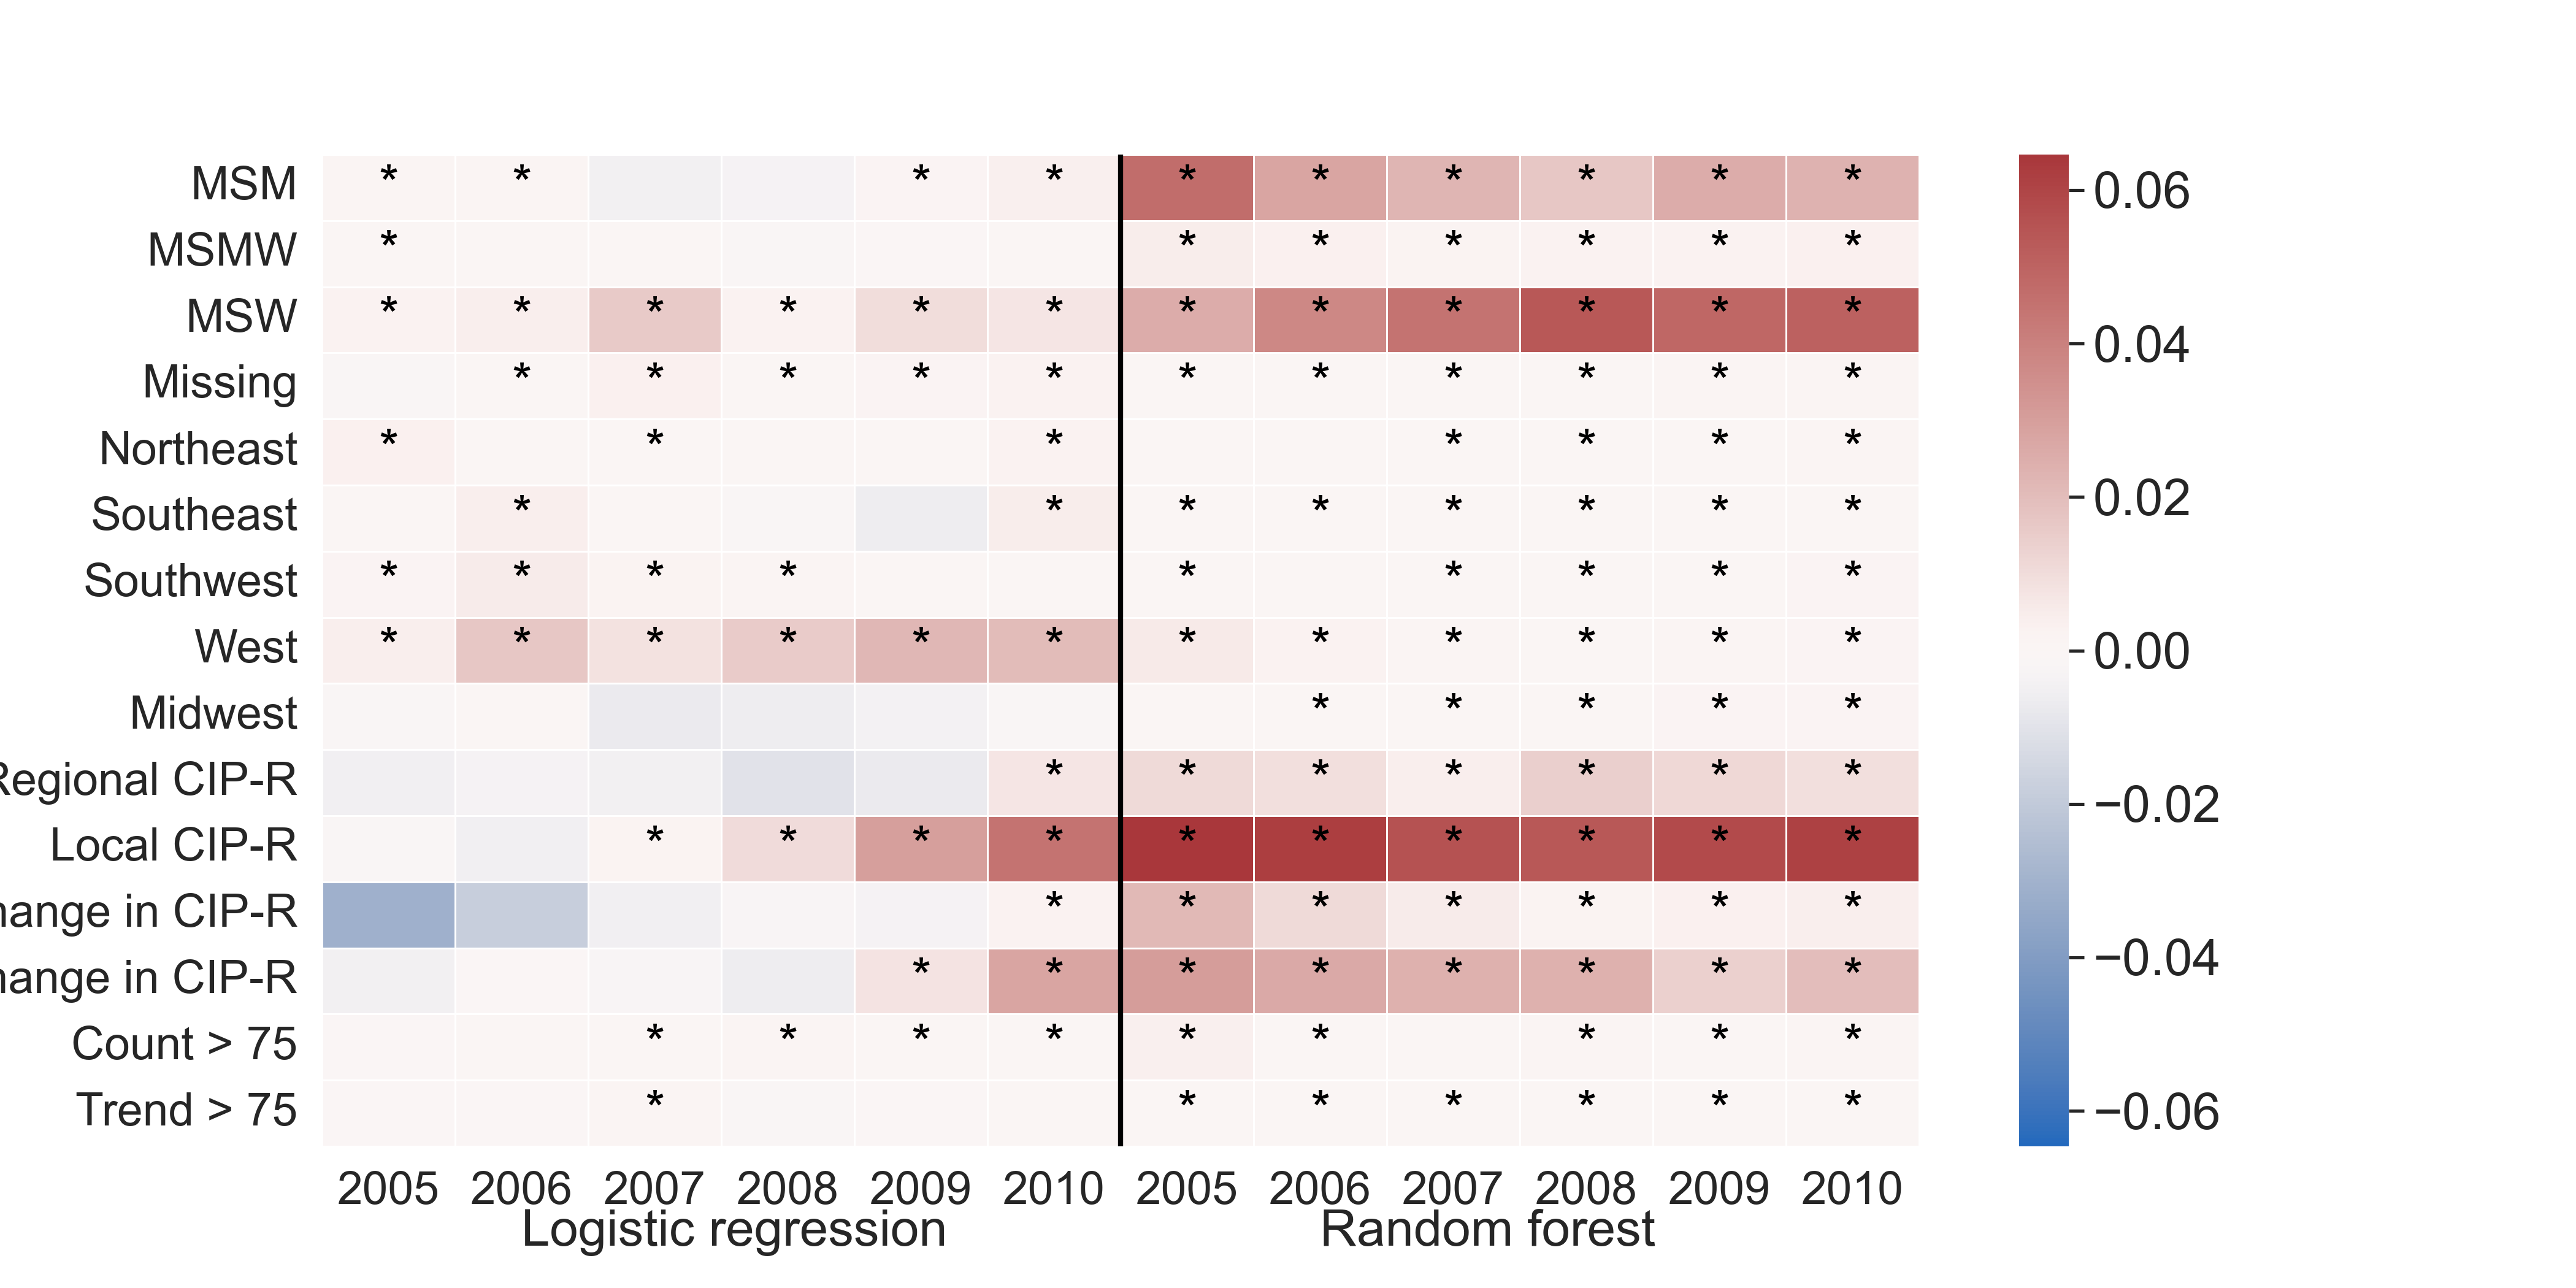 MSM
MSMW
MSW
Missing
Northeast
Southeast
Southwest
West
Midwest
Regional CIP-R
Local CIP-R
hange in CIP-R
hange in CIP-R
Count > 75
Trend > 75
2005 2006 2007 2008 2009 2010 2005 2006 2007 2008 2009 2010
Logistic regression Random forest
0.06
0.04
0.02
0.00
−0.02
−0.04
−0.06